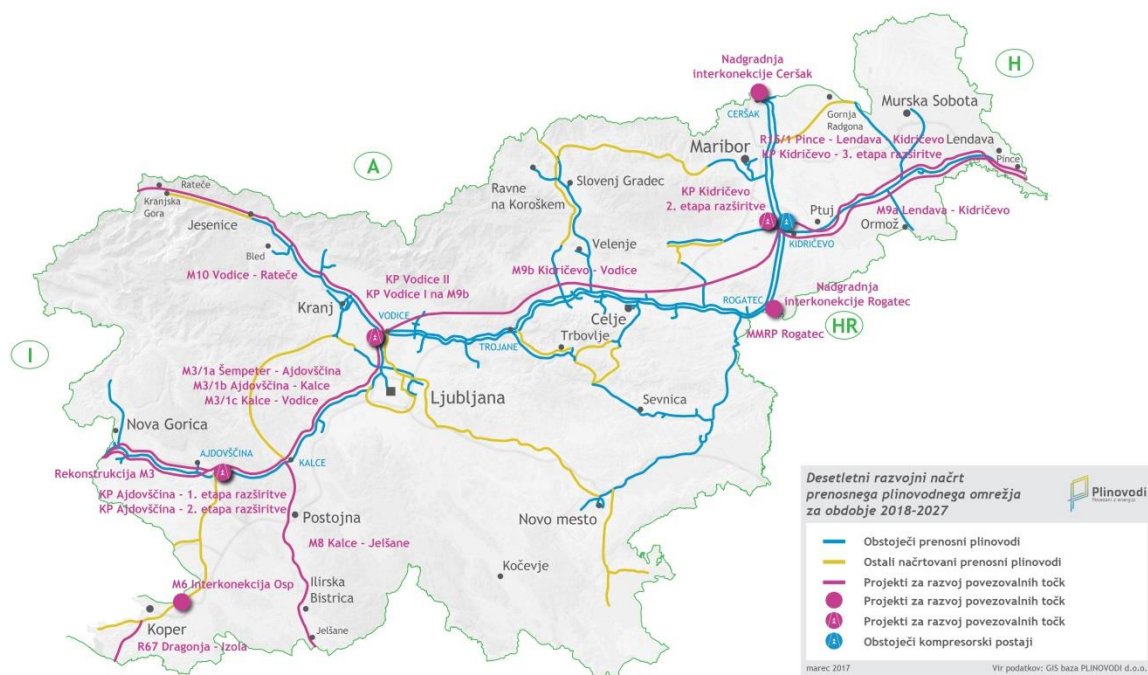 Nadgradnja
interkonekcije Ceršak
H
CERŠAK
Gornja
Radgona
Murska Sobota
R15/1 Pince - Lendava - Kidričevo
KP Kidričevo - 3. etapa razširitve
Lendava
Pince
Maribor
A
Ravne
na Koroškem
Slovenj Gradec
KP Kidričevo
2. etapa razširitve
Ptuj
M9a Lendava - Kidričevo
Ormož
KIDRIČEVO
Rateče
Kranjska
Gora
Jesenice
Bled
Velenje
M10 Vodice - Rateče
KP Vodice II
KP Vodice I na M9b
M9b Kidričevo - Vodice
Nadgradnja
interkonekcije Rogatec
ROGATEC
MMRP Rogatec
HR
Kranj
VODICE
Celje
TROJANE
Trbovlje
I
M3/1a Šempeter - Ajdovščina
M3/1b Ajdovščina - Kalce
M3/1c Kalce - Vodice
Ljubljana
Sevnica
Nova Gorica
AJDOVŠČINA
KALCE
Rekonstrukcija M3
KP Ajdovščina - 1. etapa razširitve
KP Ajdovščina - 2. etapa razširitve
Postojna
Novo mesto
M8 Kalce - Jelšane
Kočevje
M6 Interkonekcija Osp
Ilirska
Bistrica
Koper
Jelšane
R67 Dragonja - Izola
Desetletni razvojni načrt
prenosnega plinovodnega omrežja
za obdobje 2018-2027
Plinovodi
Povezani z energijo
Obstoječi prenosni plinovodi
Ostali načrtovani prenosni plinovodi
Projekti za razvoj povezovalnih točk
Projekti za razvoj povezovalnih točk
Projekti za razvoj povezovalnih točk
Obstoječi kompresorski postaji
marec 2017
Vir podatkov: GIS baza PLINOVODI d.o.o.